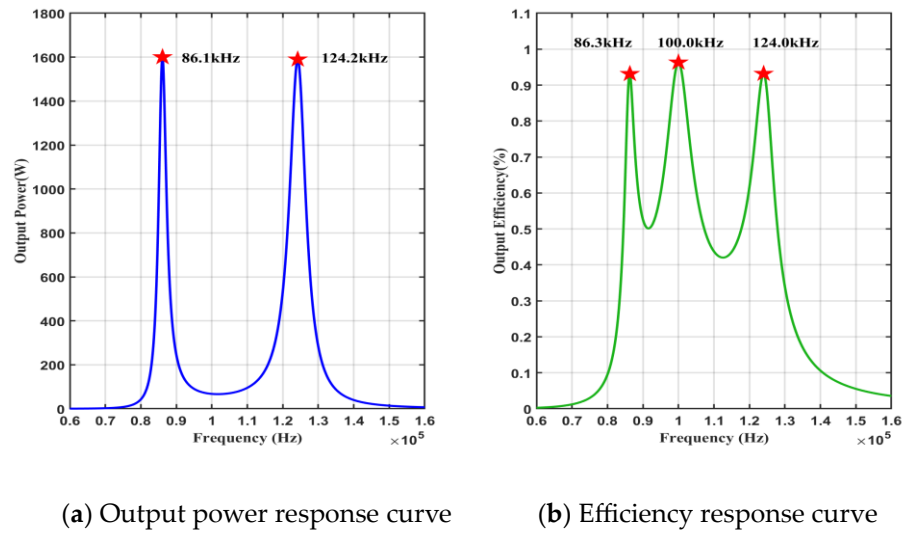 1800
1600
1400
1200
1000
800
600
400
200
0
Output Power(W)
86.1kHz
124.2kHz
0.6 0.7 0.8 0.9 1 1.1 1.2 1.3 1.4 1.5 1.6
Frequency (Hz)
×10^5
1.1
1
0.9
0.8
0.7
0.6
0.5
0.4
0.3
0.2
0.1
0
Output Efficiency(%)
86.3kHz 100.0kHz 124.0kHz
0.6 0.7 0.8 0.9 1 1.1 1.2 1.3 1.4 1.5 1.6
Frequency (Hz)
×10^5
(a) Output power response curve
(b) Efficiency response curve